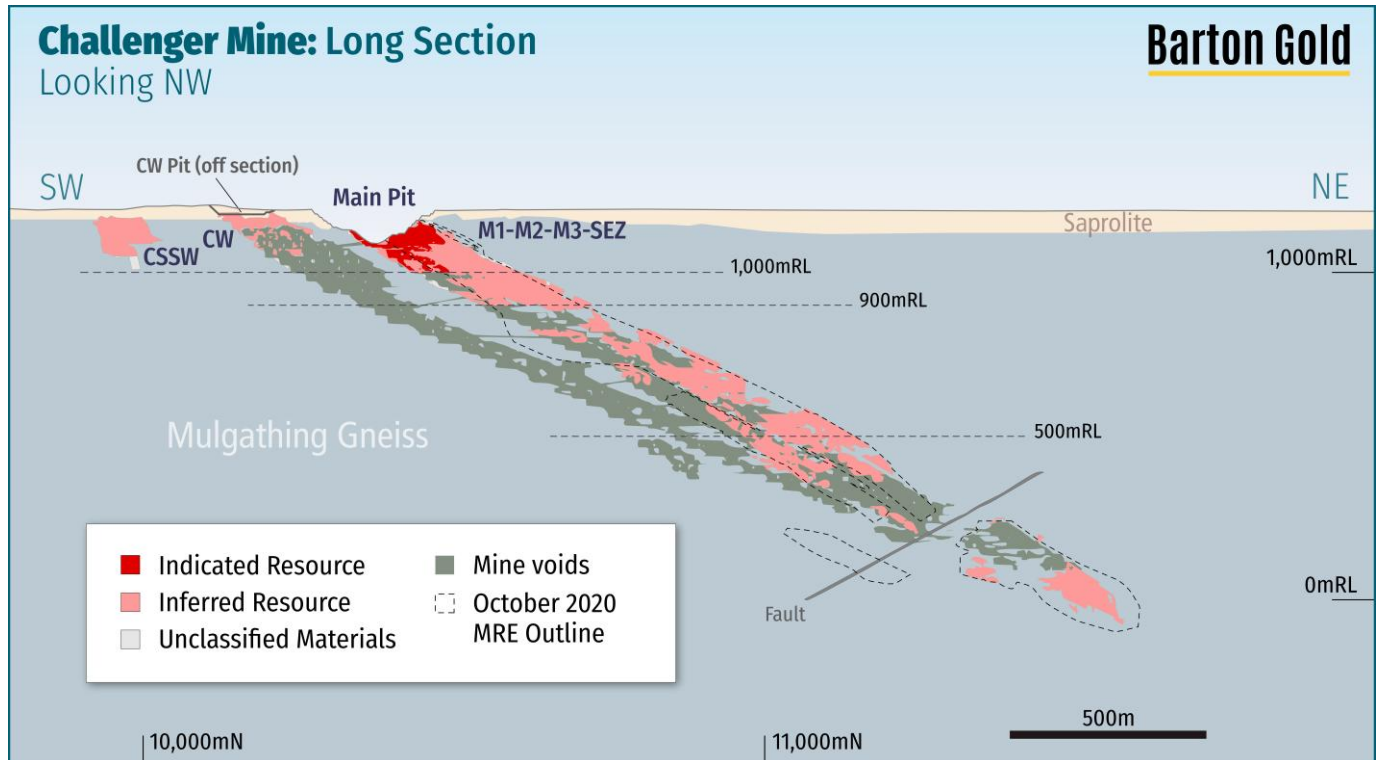 Challenger Mine: Long Section
Looking NW
Barton Gold
CW Pit (off section)
SW
Main Pit
NE
Saprolite
CW
M1-M2-M3-SEZ
CSSW
1,000mRL
1,000mRL
900mRL
Mulgathing Gneiss
500mRL
Indicated Resource
Inferred Resource
Unclassified Materials
Mine voids
October 2020
MRE Outline
Fault
0mRL
500m
10,000mN
11,000mN